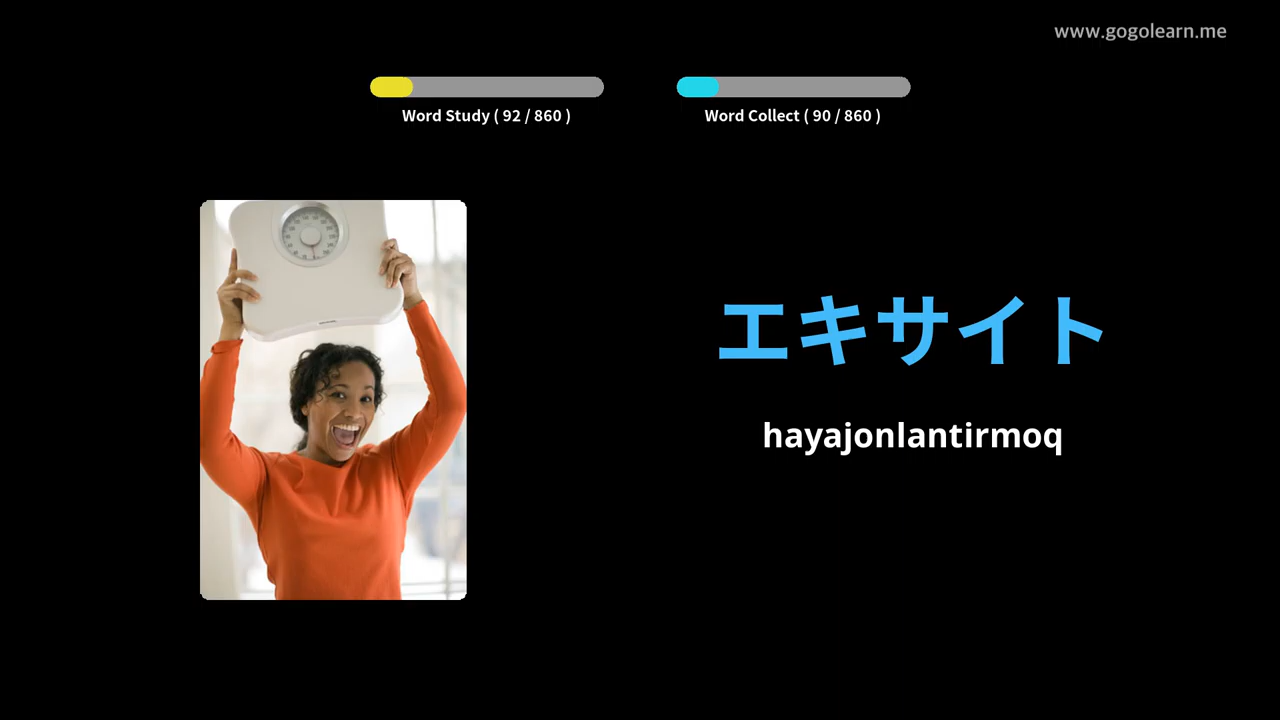 www.gogolearn.me
Word Study ( 92 / 860 )
Word Collect ( 90 / 860 )
エキサイト
hayajonlantirmoq